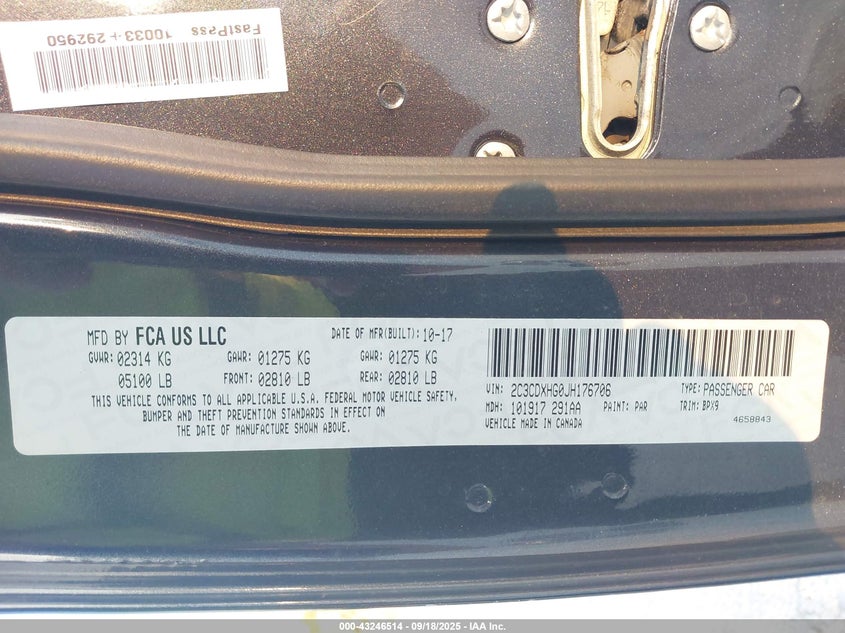 FastPass 10033 292950
MFD BY FCA US LLC
DATE OF MFR(BUILT): 10-17
GVWR: 02314 KG GAWR: 01275 KG GAWR: 01275 KG
05100 LB FRONT: 02810 LB REAR: 02810 LB
THIS VEHICLE CONFORMS TO ALL APPLICABLE U.S.A. FEDERAL MOTOR VEHICLE SAFETY,
BUMPER AND THEFT PREVENTION STANDARDS IN EFFECT ON
THE DATE OF MANUFACTURE SHOWN ABOVE.
VIN: 2C3CDXHG0JH176706 TYPE: PASSENGER CAR
MDH: 101917 291AA PAINT: PAR TRIM: BPX9
VEHICLE MADE IN CANADA
4658843
000-43246514 - 09/18/2025 - IAA Inc.